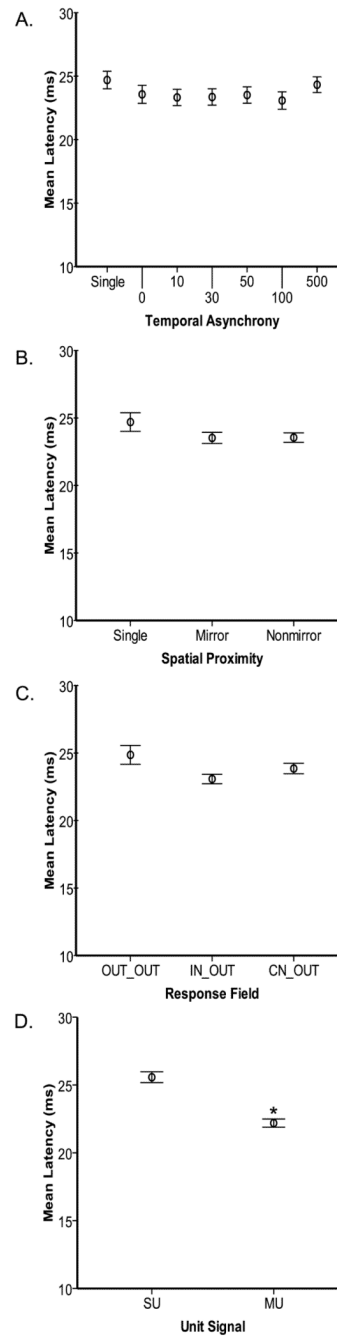 A.
Mean Latency (ms)
30
25
20
15
10
Single 10 50 500
0 30 100
Temporal Asynchrony
B.
Mean Latency (ms)
30
25
20
15
10
Single Mirror Nonmirror
Spatial Proximity
C.
Mean Latency (ms)
30
25
20
15
10
OUT_OUT IN_OUT CN_OUT
Response Field
D.
Mean Latency (ms)
30
25
20
15
10
*
SU MU
Unit Signal